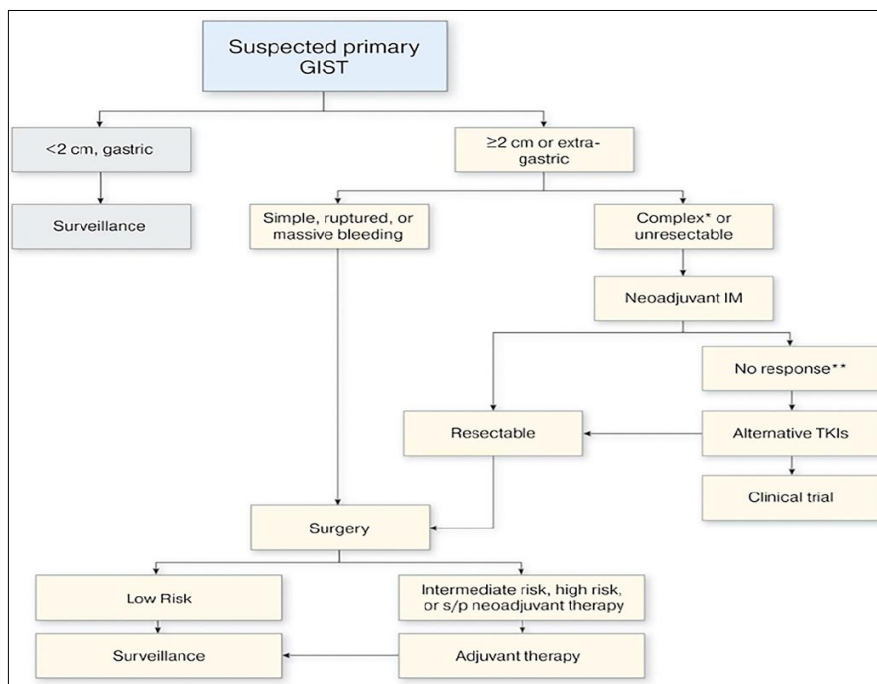 Suspected primary
GIST
<2 cm, gastric
≥2 cm or extra-
gastric
Surveillance
Simple, ruptured, or
massive bleeding
Complex* or
unresectable
Neoadjuvant IM
No response**
Resectable
Alternative TKIs
Clinical trial
Surgery
Low Risk
Intermediate risk, high risk,
or s/p neoadjuvant therapy
Surveillance
Adjuvant therapy